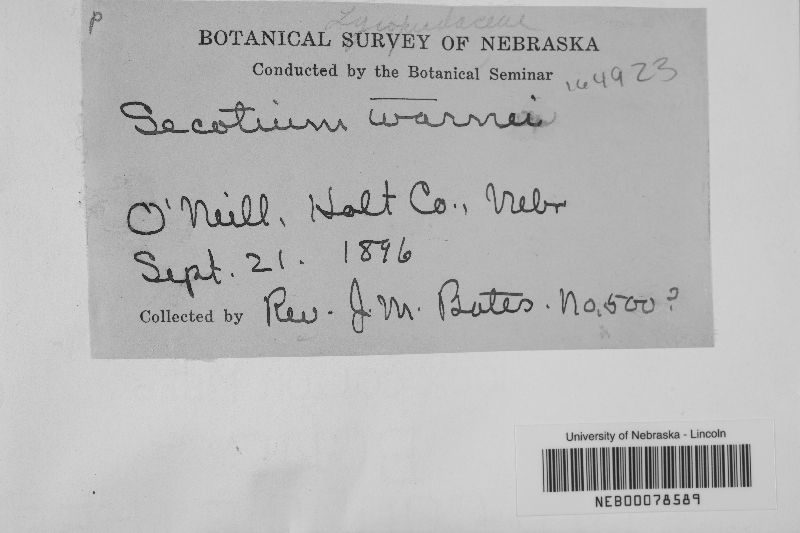 p
BOTANICAL SURVEY OF NEBRASKA
Conducted by the Botanical Seminar
164923
Secotium warnei
O'Neill, Holt Co., Nebr
Sept. 21. 1896
Collected by Rev. J. M. Bates. No. 500?
University of Nebraska - Lincoln
NEB00078589